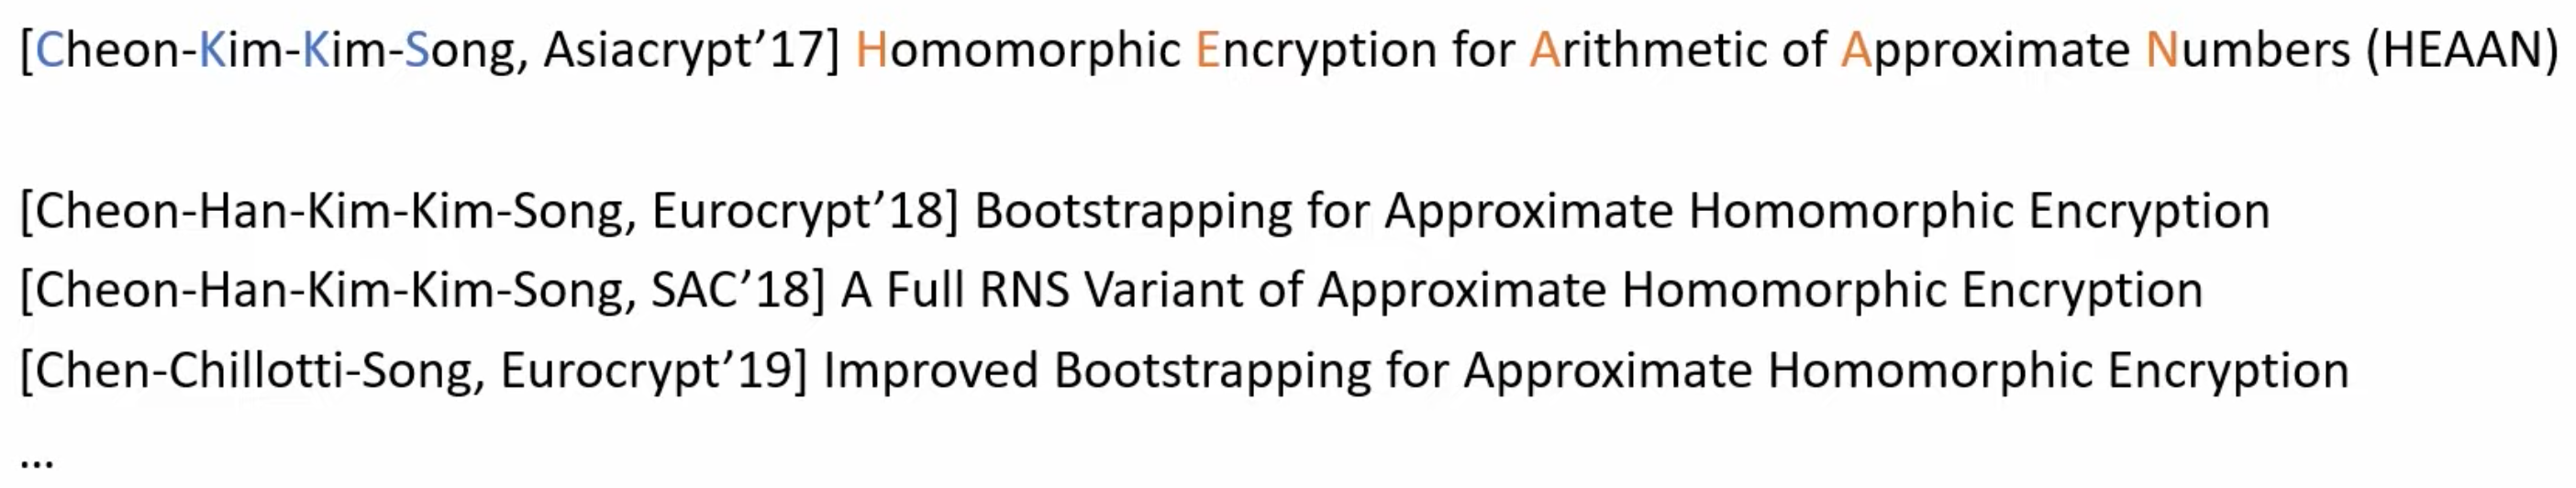 [Cheon-Kim-Kim-Song, Asiacrypt’17] Homomorphic Encryption for Arithmetic of Approximate Numbers (HEAAN)
[Cheon-Han-Kim-Kim-Song, Eurocrypt’18] Bootstrapping for Approximate Homomorphic Encryption
[Cheon-Han-Kim-Kim-Song, SAC’18] A Full RNS Variant of Approximate Homomorphic Encryption
[Chen-Chillotti-Song, Eurocrypt’19] Improved Bootstrapping for Approximate Homomorphic Encryption
...